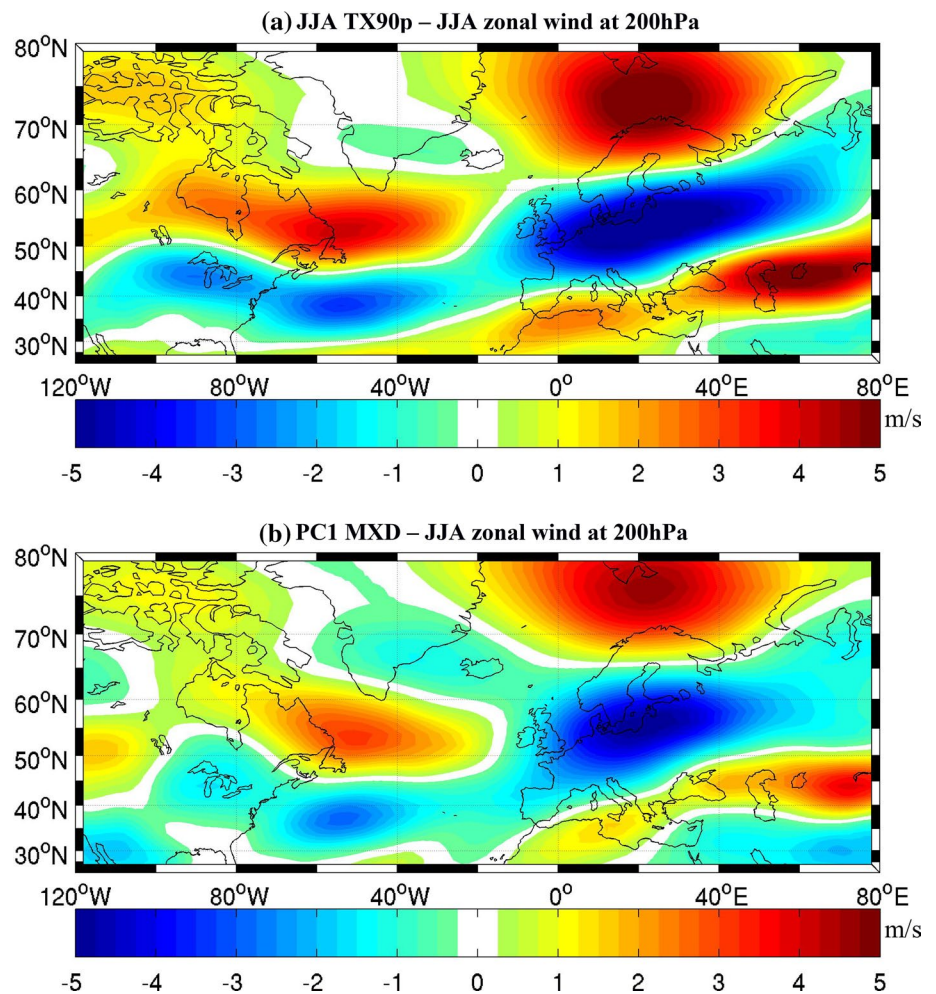 (a) JJA TX90p – JJA zonal wind at 200hPa
80°N
70°N
60°N
50°N
40°N
30°N
120°W 80°W 40°W 0° 40°E 80°E
m/s
-5 -4 -3 -2 -1 0 1 2 3 4 5
(b) PC1 MXD – JJA zonal wind at 200hPa
80°N
70°N
60°N
50°N
40°N
30°N
120°W 80°W 40°W 0° 40°E 80°E
m/s
-5 -4 -3 -2 -1 0 1 2 3 4 5